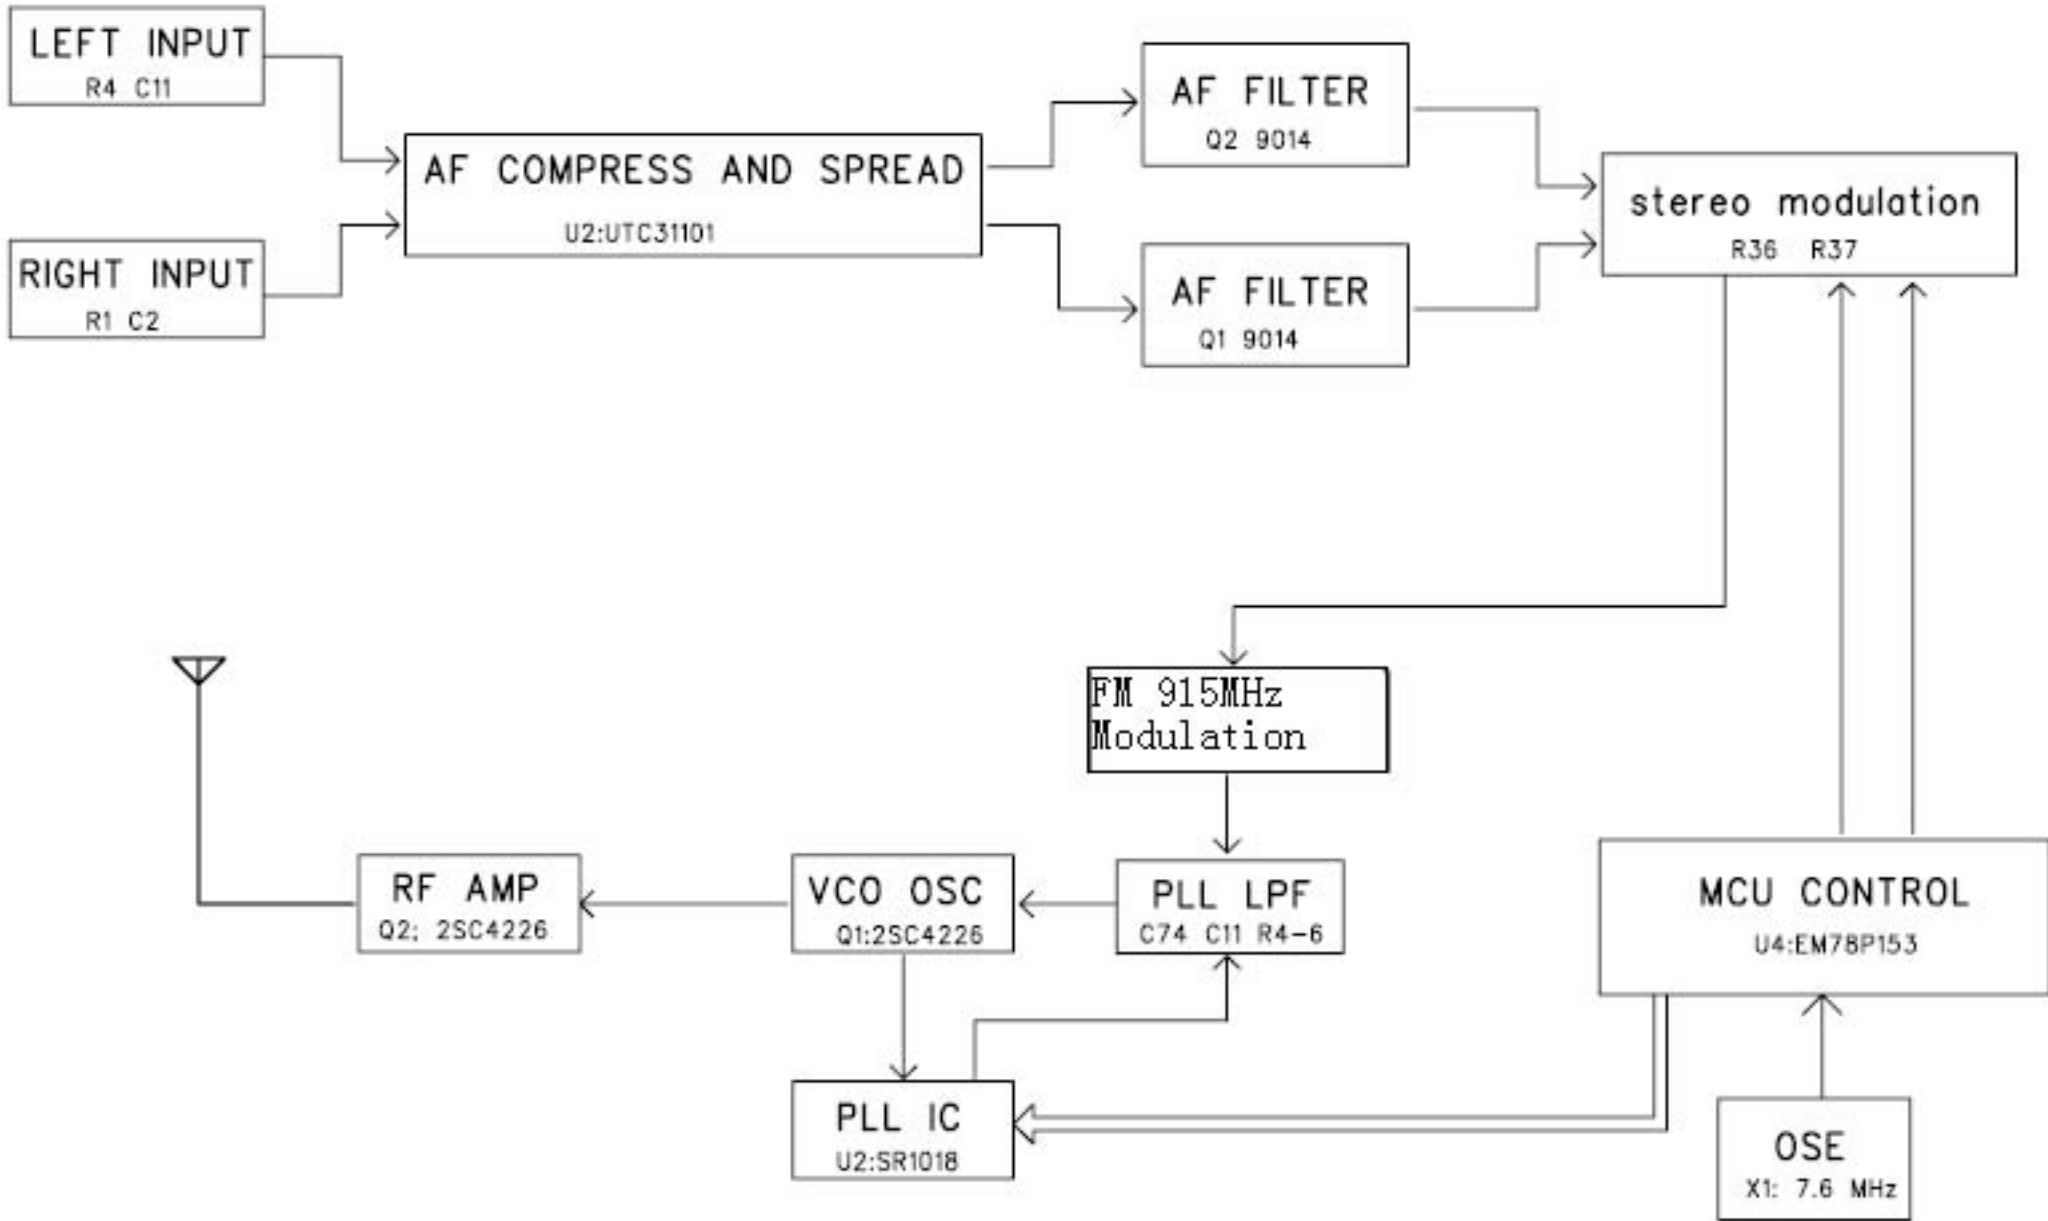 LEFT INPUT
R4 C11
RIGHT INPUT
R1 C2
AF COMPRESS AND SPREAD
U2:UTC31101
AF FILTER
Q2 9014
AF FILTER
Q1 9014
stereo modulation
R36 R37
FM 915MHz
Modulation
RF AMP
Q2; 2SC4226
VCO OSC
Q1:2SC4226
PLL LPF
C74 C11 R4-6
MCU CONTROL
U4:EM78P153
PLL IC
U2:SR1018
OSE
X1: 7.6 MHz